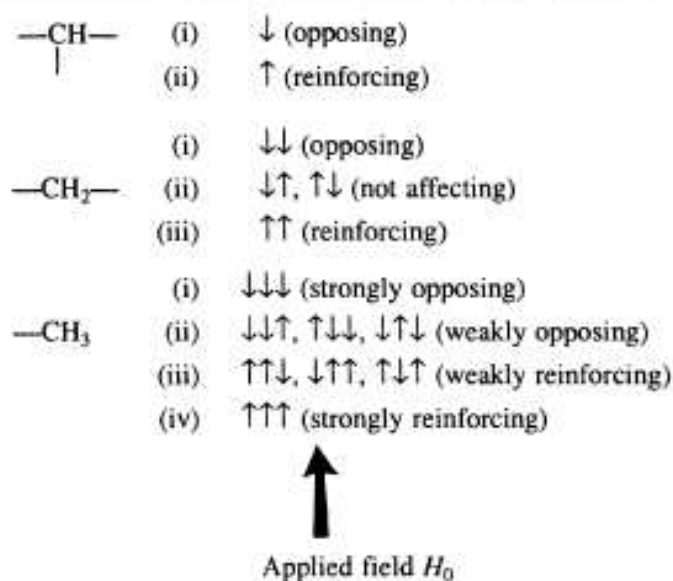 —CH— (i) ↓ (opposing)
(ii) ↑ (reinforcing)
(i) ↓↓ (opposing)
—CH₂— (ii) ↓↑, ↑↓ (not affecting)
(iii) ↑↑ (reinforcing)
(i) ↓↓↓ (strongly opposing)
—CH₃ (ii) ↓↓↑, ↑↓↓, ↓↑↓ (weakly opposing)
(iii) ↑↑↓, ↓↑↑, ↑↓↑ (weakly reinforcing)
(iv) ↑↑↑ (strongly reinforcing)
Applied field H₀